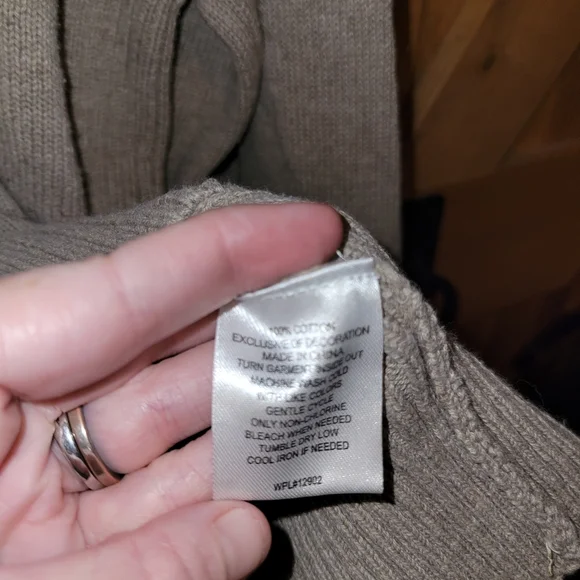 100% COTTON
EXCLUSIVE OF DECORATION
MADE IN CHINA
TURN GARMENT INSIDE OUT
MACHINE WASH COLD
WITH LIKE COLORS
GENTLE CYCLE
ONLY NON-CHLORINE
BLEACH WHEN NEEDED
TUMBLE DRY LOW
COOL IRON IF NEEDED
WPL#12902